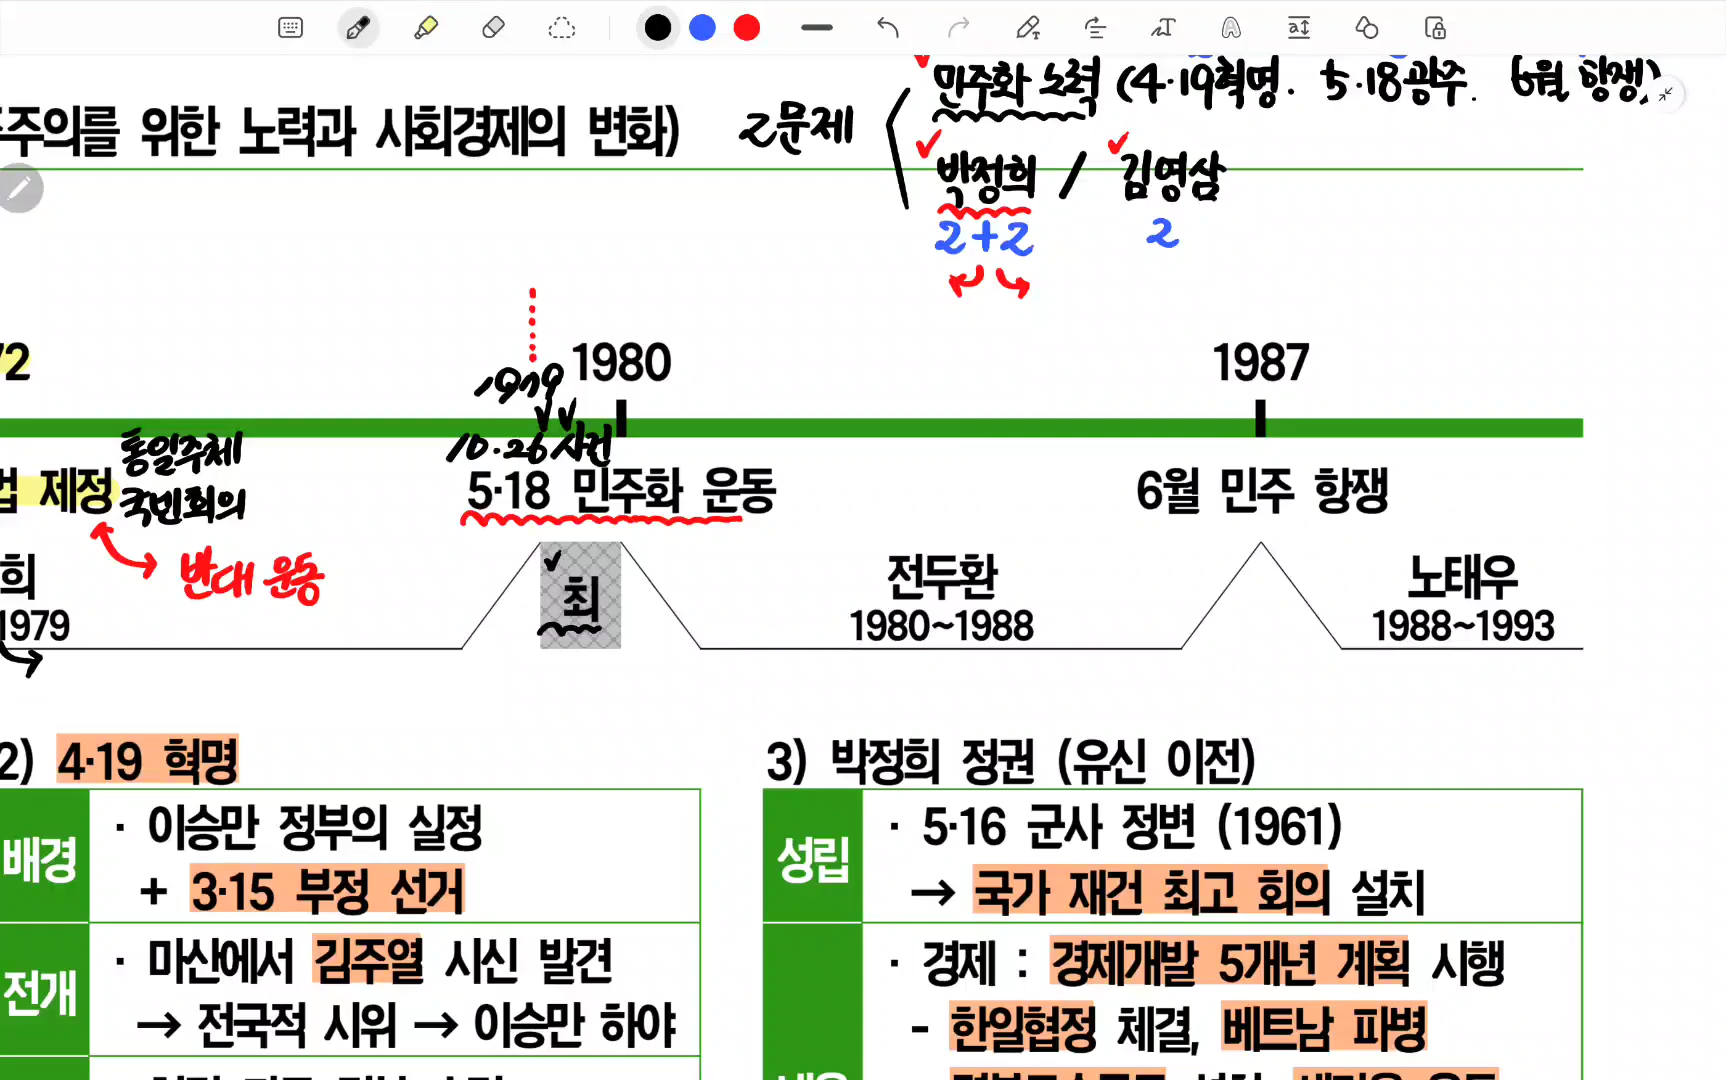 민주화 노력 (4·19혁명. 5·18광주. 6월 항쟁)
주의를 위한 노력과 사회경제의 변화) 2문제
박정희 / 김영삼
2+2 2
72 1979 1980 1987
10.26 사건
법 제정 통일주체 국민회의
5·18 민주화 운동 6월 민주 항쟁
반대 운동
희 최 전두환 노태우
1979 1980~1988 1988~1993
2) 4·19 혁명
배경
· 이승만 정부의 실정
+ 3·15 부정 선거
전개
· 마산에서 김주열 시신 발견
→ 전국적 시위 → 이승만 하야
3) 박정희 정권 (유신 이전)
성립
· 5·16 군사 정변 (1961)
→ 국가 재건 최고 회의 설치
· 경제 : 경제개발 5개년 계획 시행
- 한일협정 체결, 베트남 파병